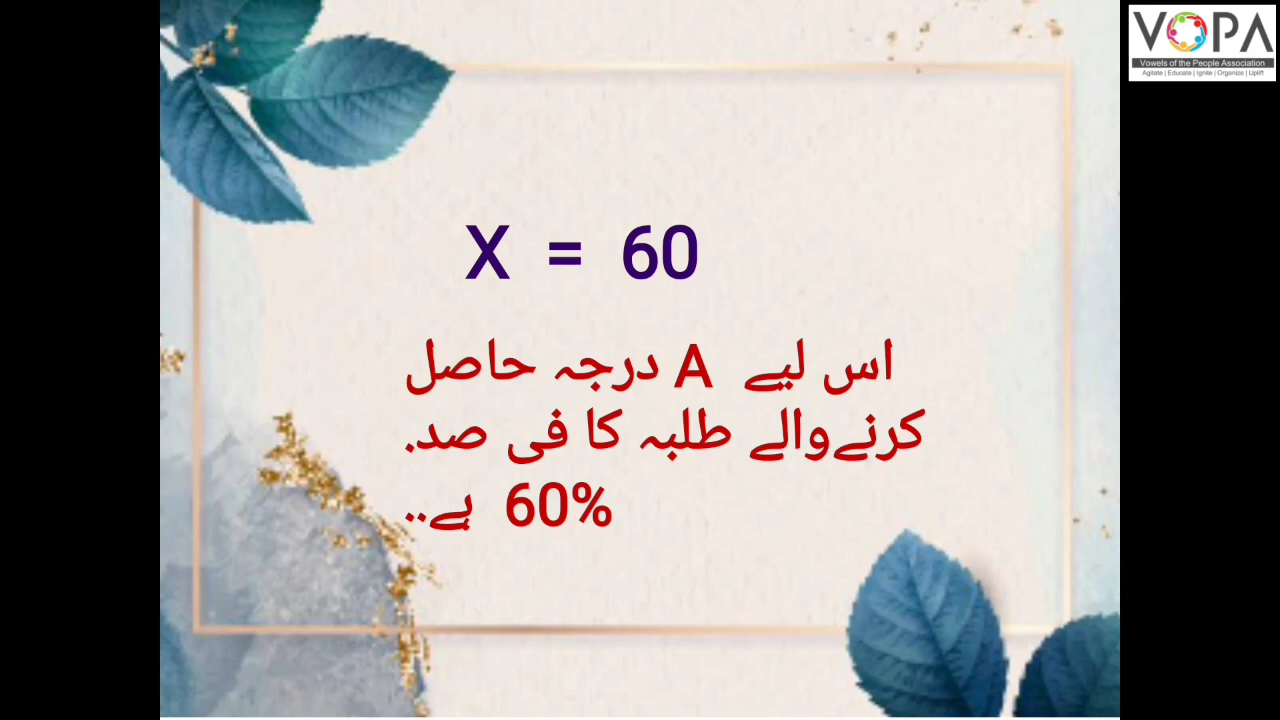 VOPA
Vowels of the People Association
Agitate | Educate | Ignite | Organize | Uplift
X = 60
اس لیے A درجہ حاصل
کرنےوالے طلبہ کا فی صد.
60% ہے..